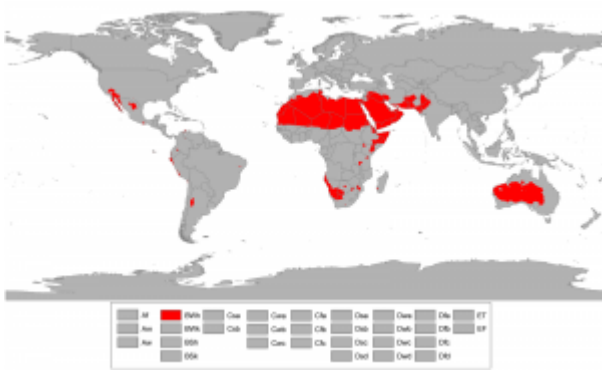 Af BWh Csa Cwa Cfa Dsa Dwa Dfa ET
Am BWk Csb Cwb Cfb Dsb Dwb Dfb EF
Aw BSh Cwc Cfc Dsc Dwc Dfc
BSk Dsd Dwd Dfd